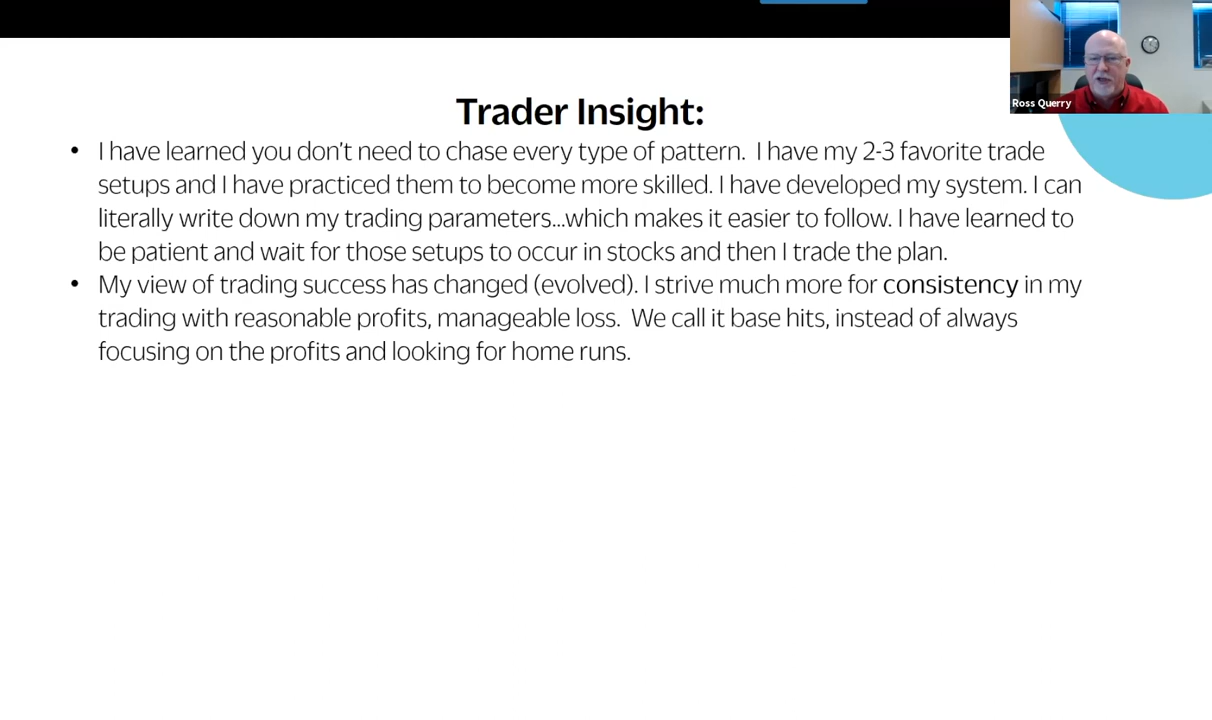 Ross Querry
Trader Insight:
• I have learned you don't need to chase every type of pattern.  I have my 2-3 favorite trade
setups and I have practiced them to become more skilled. I have developed my system. I can
literally write down my trading parameters...which makes it easier to follow. I have learned to
be patient and wait for those setups to occur in stocks and then I trade the plan.
• My view of trading success has changed (evolved). I strive much more for consistency in my
trading with reasonable profits, manageable loss.  We call it base hits, instead of always
focusing on the profits and looking for home runs.